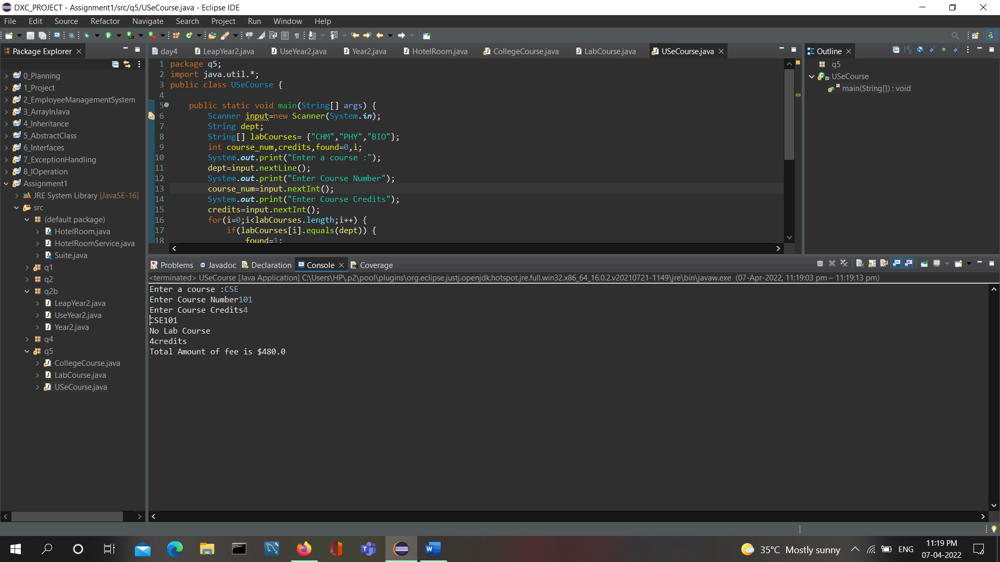 DXC_PROJECT - Assignment1/src/q5/USeCourse.java - Eclipse IDE
File Edit Source Refactor Navigate Search Project Run Window Help
Package Explorer
0_Planning
1_Project
2_EmployeeManagementSystem
3_ArrayInJava
4_Inheritance
5_AbstractClass
6_Interfaces
7_ExceptionHandling
8_IOperation
Assignment1
JRE System Library [JavaSE-16]
src
(default package)
HotelRoom.java
HotelRoomService.java
Suite.java
q1
q2
q2b
LeapYear2.java
UseYear2.java
Year2.java
q4
q5
CollegeCourse.java
LabCourse.java
USeCourse.java
day4 LeapYear2.java UseYear2.java Year2.java HotelRoom.java CollegeCourse.java LabCourse.java USeCourse.java
1 package q5;
2 import java.util.*;
3 public class USeCourse {
4
5 public static void main(String[] args) {
6 Scanner input=new Scanner(System.in);
7 String dept;
8 String[] labCourses= {"CHM","PHY","BIO"};
9 int course_num,credits,found=0,i;
10 System.out.print("Enter a course :");
11 dept=input.nextLine();
12 System.out.print("Enter Course Number");
13 course_num=input.nextInt();
14 System.out.print("Enter Course Credits");
15 credits=input.nextInt();
16 for(i=0;i<labCourses.length;i++) {
17 if(labCourses[i].equals(dept)) {
18 found=1;
Outline
q5
USeCourse
main(String[]) : void
Problems Javadoc Declaration Console Coverage
<terminated> USeCourse [Java Application] C:\Users\HP\.p2\pool\plugins\org.eclipse.justj.openjdk.hotspot.jre.full.win32.x86_64_16.0.2.v20210721-1149\jre\bin\javaw.exe (07-Apr-2022, 11:19:03 pm – 11:19:13 pm)
Enter a course :CSE
Enter Course Number101
Enter Course Credits4
CSE101
No Lab Course
4credits
Total Amount of fee is $480.0
35°C Mostly sunny
ENG
11:19 PM
07-04-2022